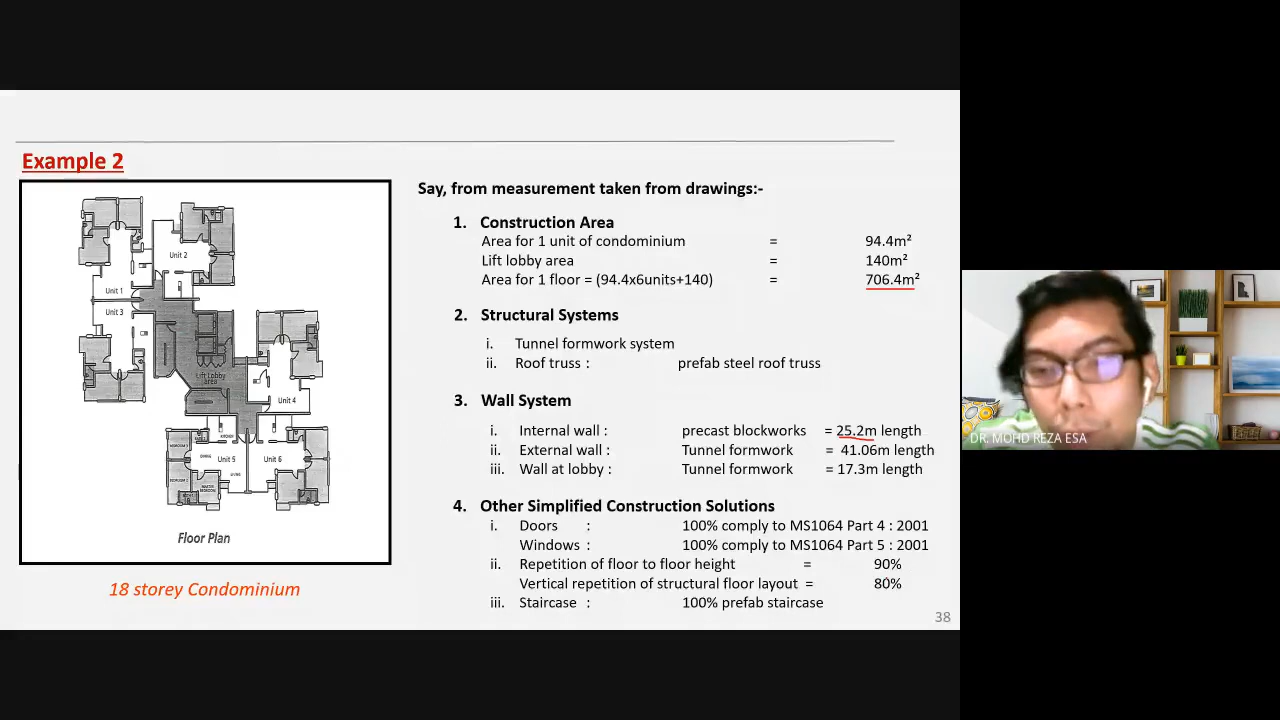 Example 2
Unit 1
Unit 2
Unit 3
Lift Lobby
area
Unit 4
Unit 5
Unit 6
Floor Plan
18 storey Condominium
Say, from measurement taken from drawings:-
1. Construction Area
Area for 1 unit of condominium = 94.4m²
Lift lobby area = 140m²
Area for 1 floor = (94.4x6units+140) = 706.4m²
2. Structural Systems
i. Tunnel formwork system
ii. Roof truss : prefab steel roof truss
3. Wall System
i. Internal wall : precast blockworks = 25.2m length
ii. External wall : Tunnel formwork = 41.06m length
iii. Wall at lobby : Tunnel formwork = 17.3m length
4. Other Simplified Construction Solutions
i. Doors : 100% comply to MS1064 Part 4 : 2001
Windows : 100% comply to MS1064 Part 5 : 2001
ii. Repetition of floor to floor height = 90%
Vertical repetition of structural floor layout = 80%
iii. Staircase : 100% prefab staircase
38
DR. MOHD REZA ESA